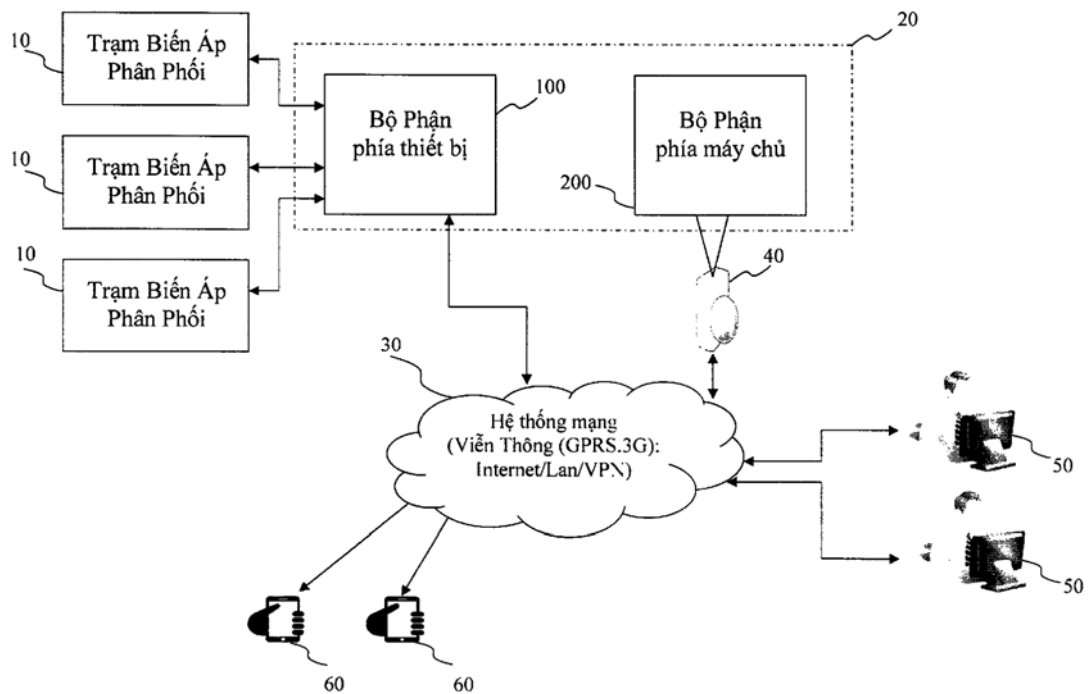 10
Trạm Biến Áp
Phân Phối
10
Trạm Biến Áp
Phân Phối
10
Trạm Biến Áp
Phân Phối
20
100
Bộ Phận
phía thiết bị
Bộ Phận
phía máy chủ
200
40
30
Hệ thống mạng
(Viễn Thông (GPRS.3G):
Internet/Lan/VPN)
50
50
60
60